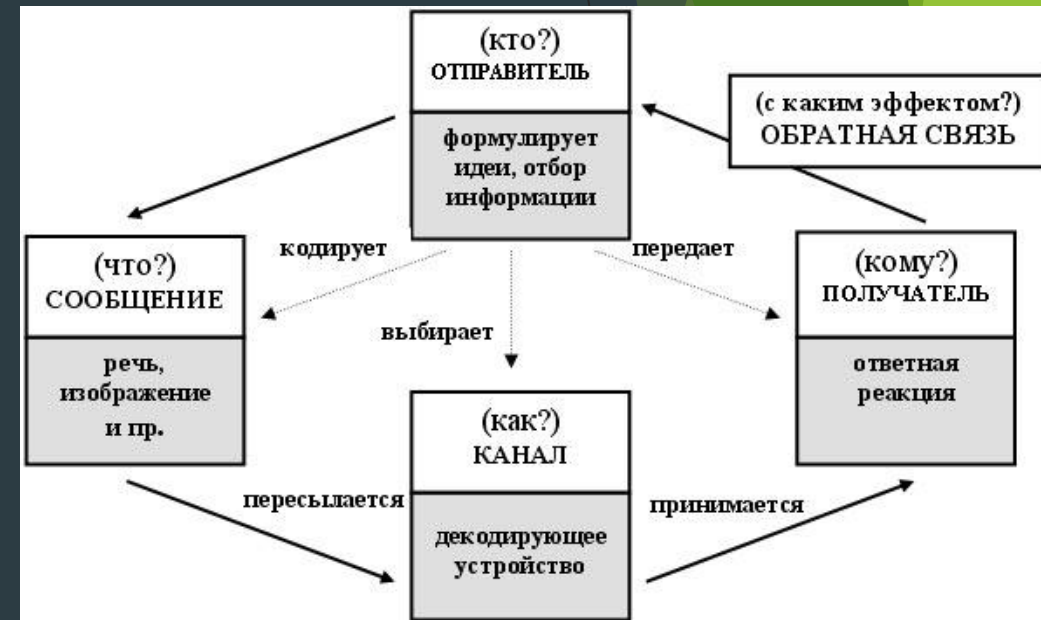 (кто?)
ОТПРАВИТЕЛЬ
формулирует
идеи, отбор
информации
(с каким эффектом?)
ОБРАТНАЯ СВЯЗЬ
кодирует
передает
выбирает
(что?)
СООБЩЕНИЕ
речь,
изображение
и пр.
(кому?)
ПОЛУЧАТЕЛЬ
ответная
реакция
(как?)
КАНАЛ
декодирующее
устройство
пересылается
принимается